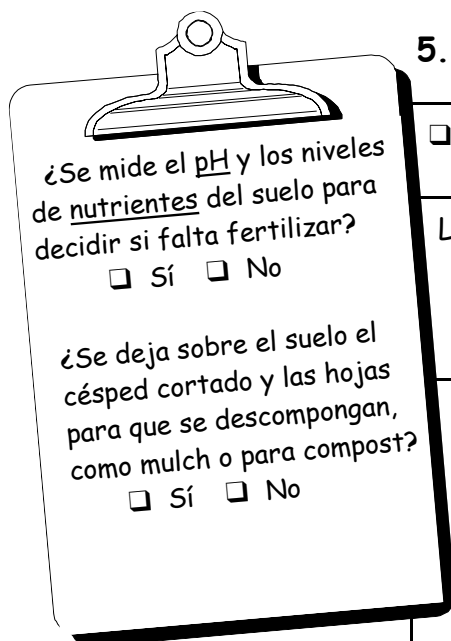 5.
¿Se mide el pH y los niveles
de nutrientes del suelo para
decidir si falta fertilizar?
❑ Sí ❑ No
¿Se deja sobre el suelo el
césped cortado y las hojas
para que se descompongan,
como mulch o para compost?
❑ Sí ❑ No